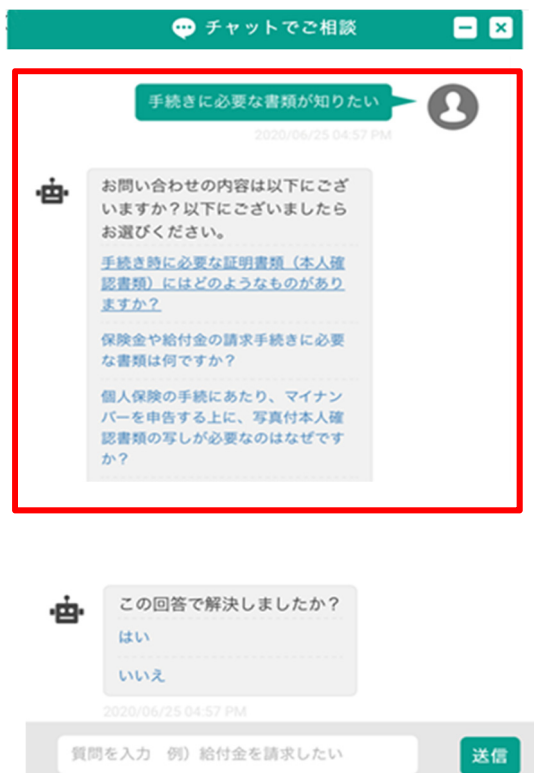 チャットでご相談
手続きに必要な書類が知りたい
2020/06/25 04:57 PM
お問い合わせの内容は以下にござ
いますか？以下にございましたら
お選びください。
手続き時に必要な証明書類（本人確
認書類）にはどのようなものがあり
ますか？
保険金や給付金の請求手続きに必要
な書類は何ですか？
個人保険の手続にあたり、マイナン
バーを申告する上に、写真付本人確
認書類の写しが必要なのはなぜです
か？
この回答で解決しましたか？
はい
いいえ
2020/06/25 04:57 PM
質問を入力　例）給付金を請求したい
送信